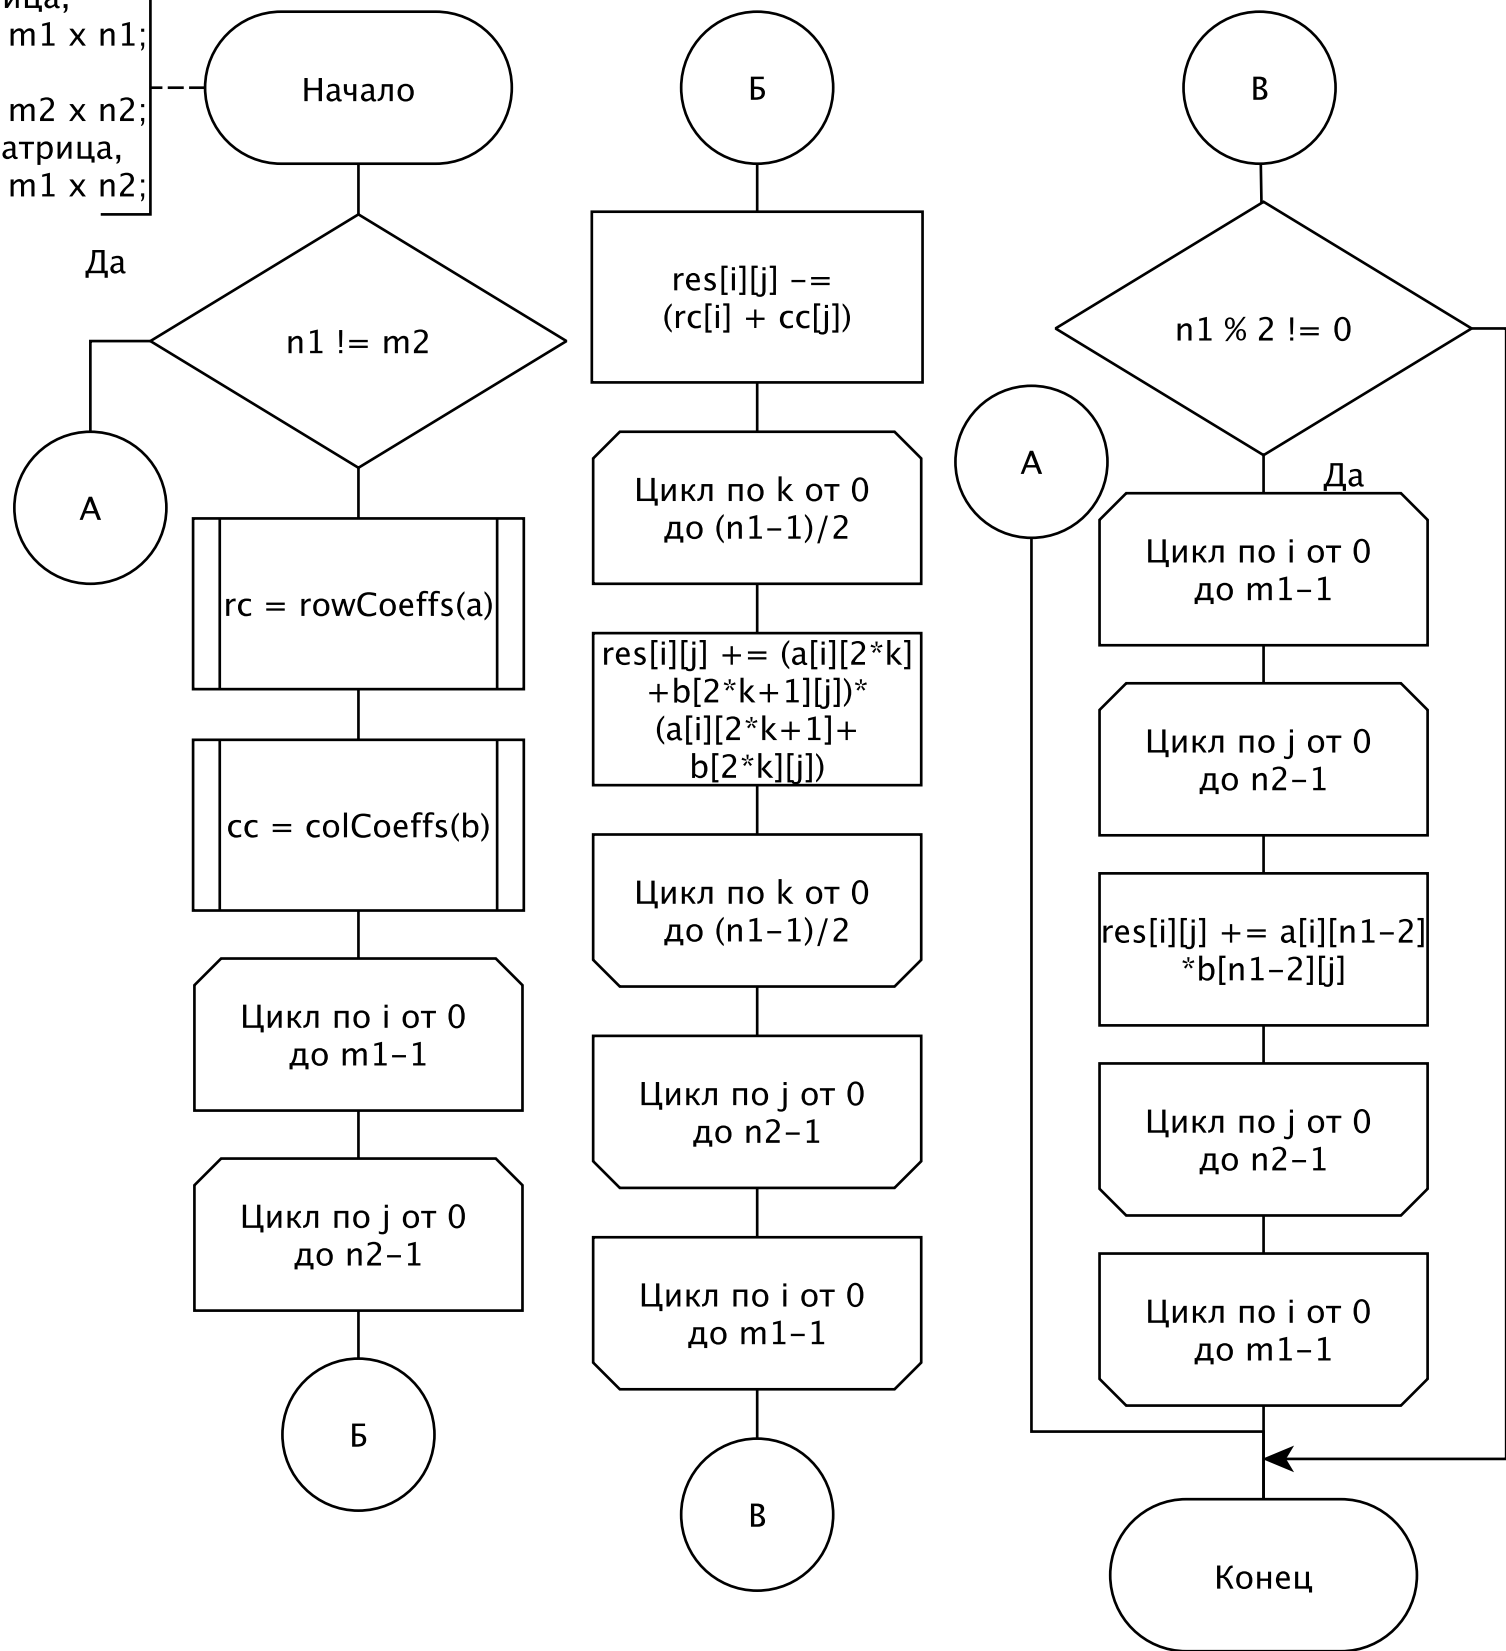 m1 x n1;
m2 x n2;
m1 x n2;
Начало
Да
n1 != m2
А
rc = rowCoeffs(a)
cc = colCoeffs(b)
Цикл по i от 0
до m1-1
Цикл по j от 0
до n2-1
Б
Б
res[i][j] -=
(rc[i] + cc[j])
Цикл по k от 0
до (n1-1)/2
res[i][j] += (a[i][2*k]
+b[2*k+1][j])*
(a[i][2*k+1]+
b[2*k][j])
Цикл по k от 0
до (n1-1)/2
Цикл по j от 0
до n2-1
Цикл по i от 0
до m1-1
В
В
n1 % 2 != 0
А
Да
Цикл по i от 0
до m1-1
Цикл по j от 0
до n2-1
res[i][j] += a[i][n1-2]
*b[n1-2][j]
Цикл по j от 0
до n2-1
Цикл по i от 0
до m1-1
Конец